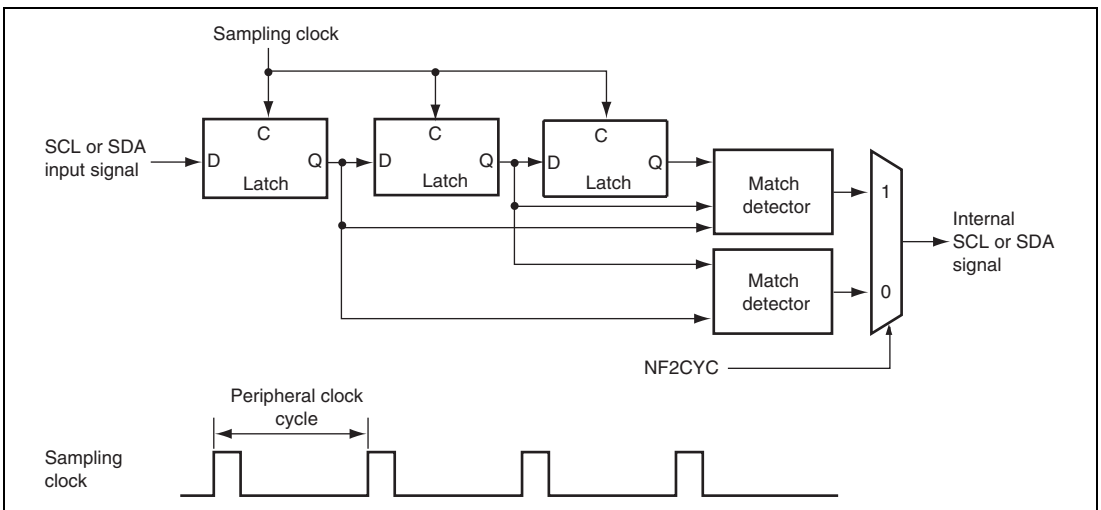 Sampling clock
SCL or SDA
input signal
C
D
Q
Latch
C
D
Q
Latch
C
D
Q
Latch
Match
detector
1
Match
detector
0
Internal
SCL or SDA
signal
NF2CYC
Peripheral clock
cycle
Sampling
clock